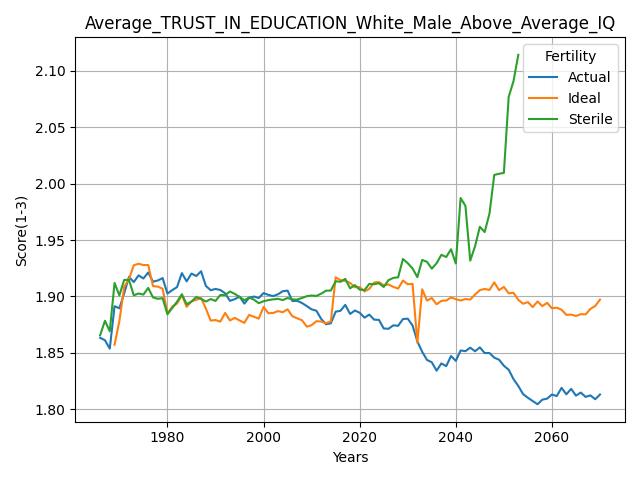 Average_TRUST_IN_EDUCATION_White_Male_Above_Average_IQ
Fertility
Actual
Ideal
Sterile
Score(1-3)
2.10
2.05
2.00
1.95
1.90
1.85
1.80
1980
2000
2020
2040
2060
Years